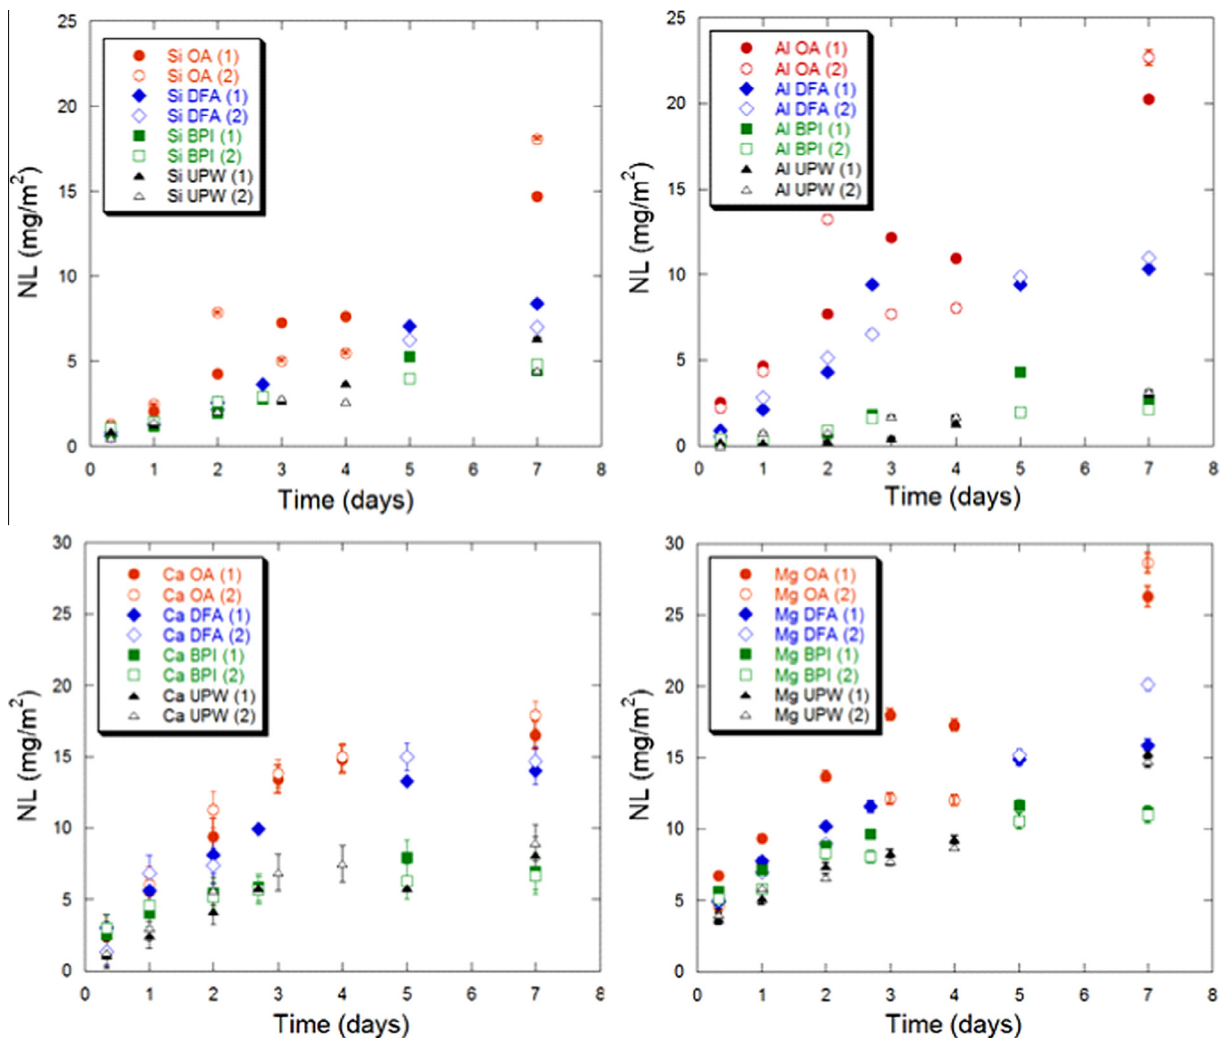 25
20
15
10
5
0
NL (mg/m²)
Si OA (1)
Si OA (2)
Si DFA (1)
Si DFA (2)
Si BPI (1)
Si BPI (2)
Si UPW (1)
Si UPW (2)
0 1 2 3 4 5 6 7 8
Time (days)
25
20
15
10
5
0
NL (mg/m²)
Al OA (1)
Al OA (2)
Al DFA (1)
Al DFA (2)
Al BPI (1)
Al BPI (2)
Al UPW (1)
Al UPW (2)
0 1 2 3 4 5 6 7 8
Time (days)
30
25
20
15
10
5
0
NL (mg/m²)
Ca OA (1)
Ca OA (2)
Ca DFA (1)
Ca DFA (2)
Ca BPI (1)
Ca BPI (2)
Ca UPW (1)
Ca UPW (2)
0 1 2 3 4 5 6 7 8
Time (days)
30
25
20
15
10
5
0
NL (mg/m²)
Mg OA (1)
Mg OA (2)
Mg DFA (1)
Mg DFA (2)
Mg BPI (1)
Mg BPI (2)
Mg UPW (1)
Mg UPW (2)
0 1 2 3 4 5 6 7 8
Time (days)